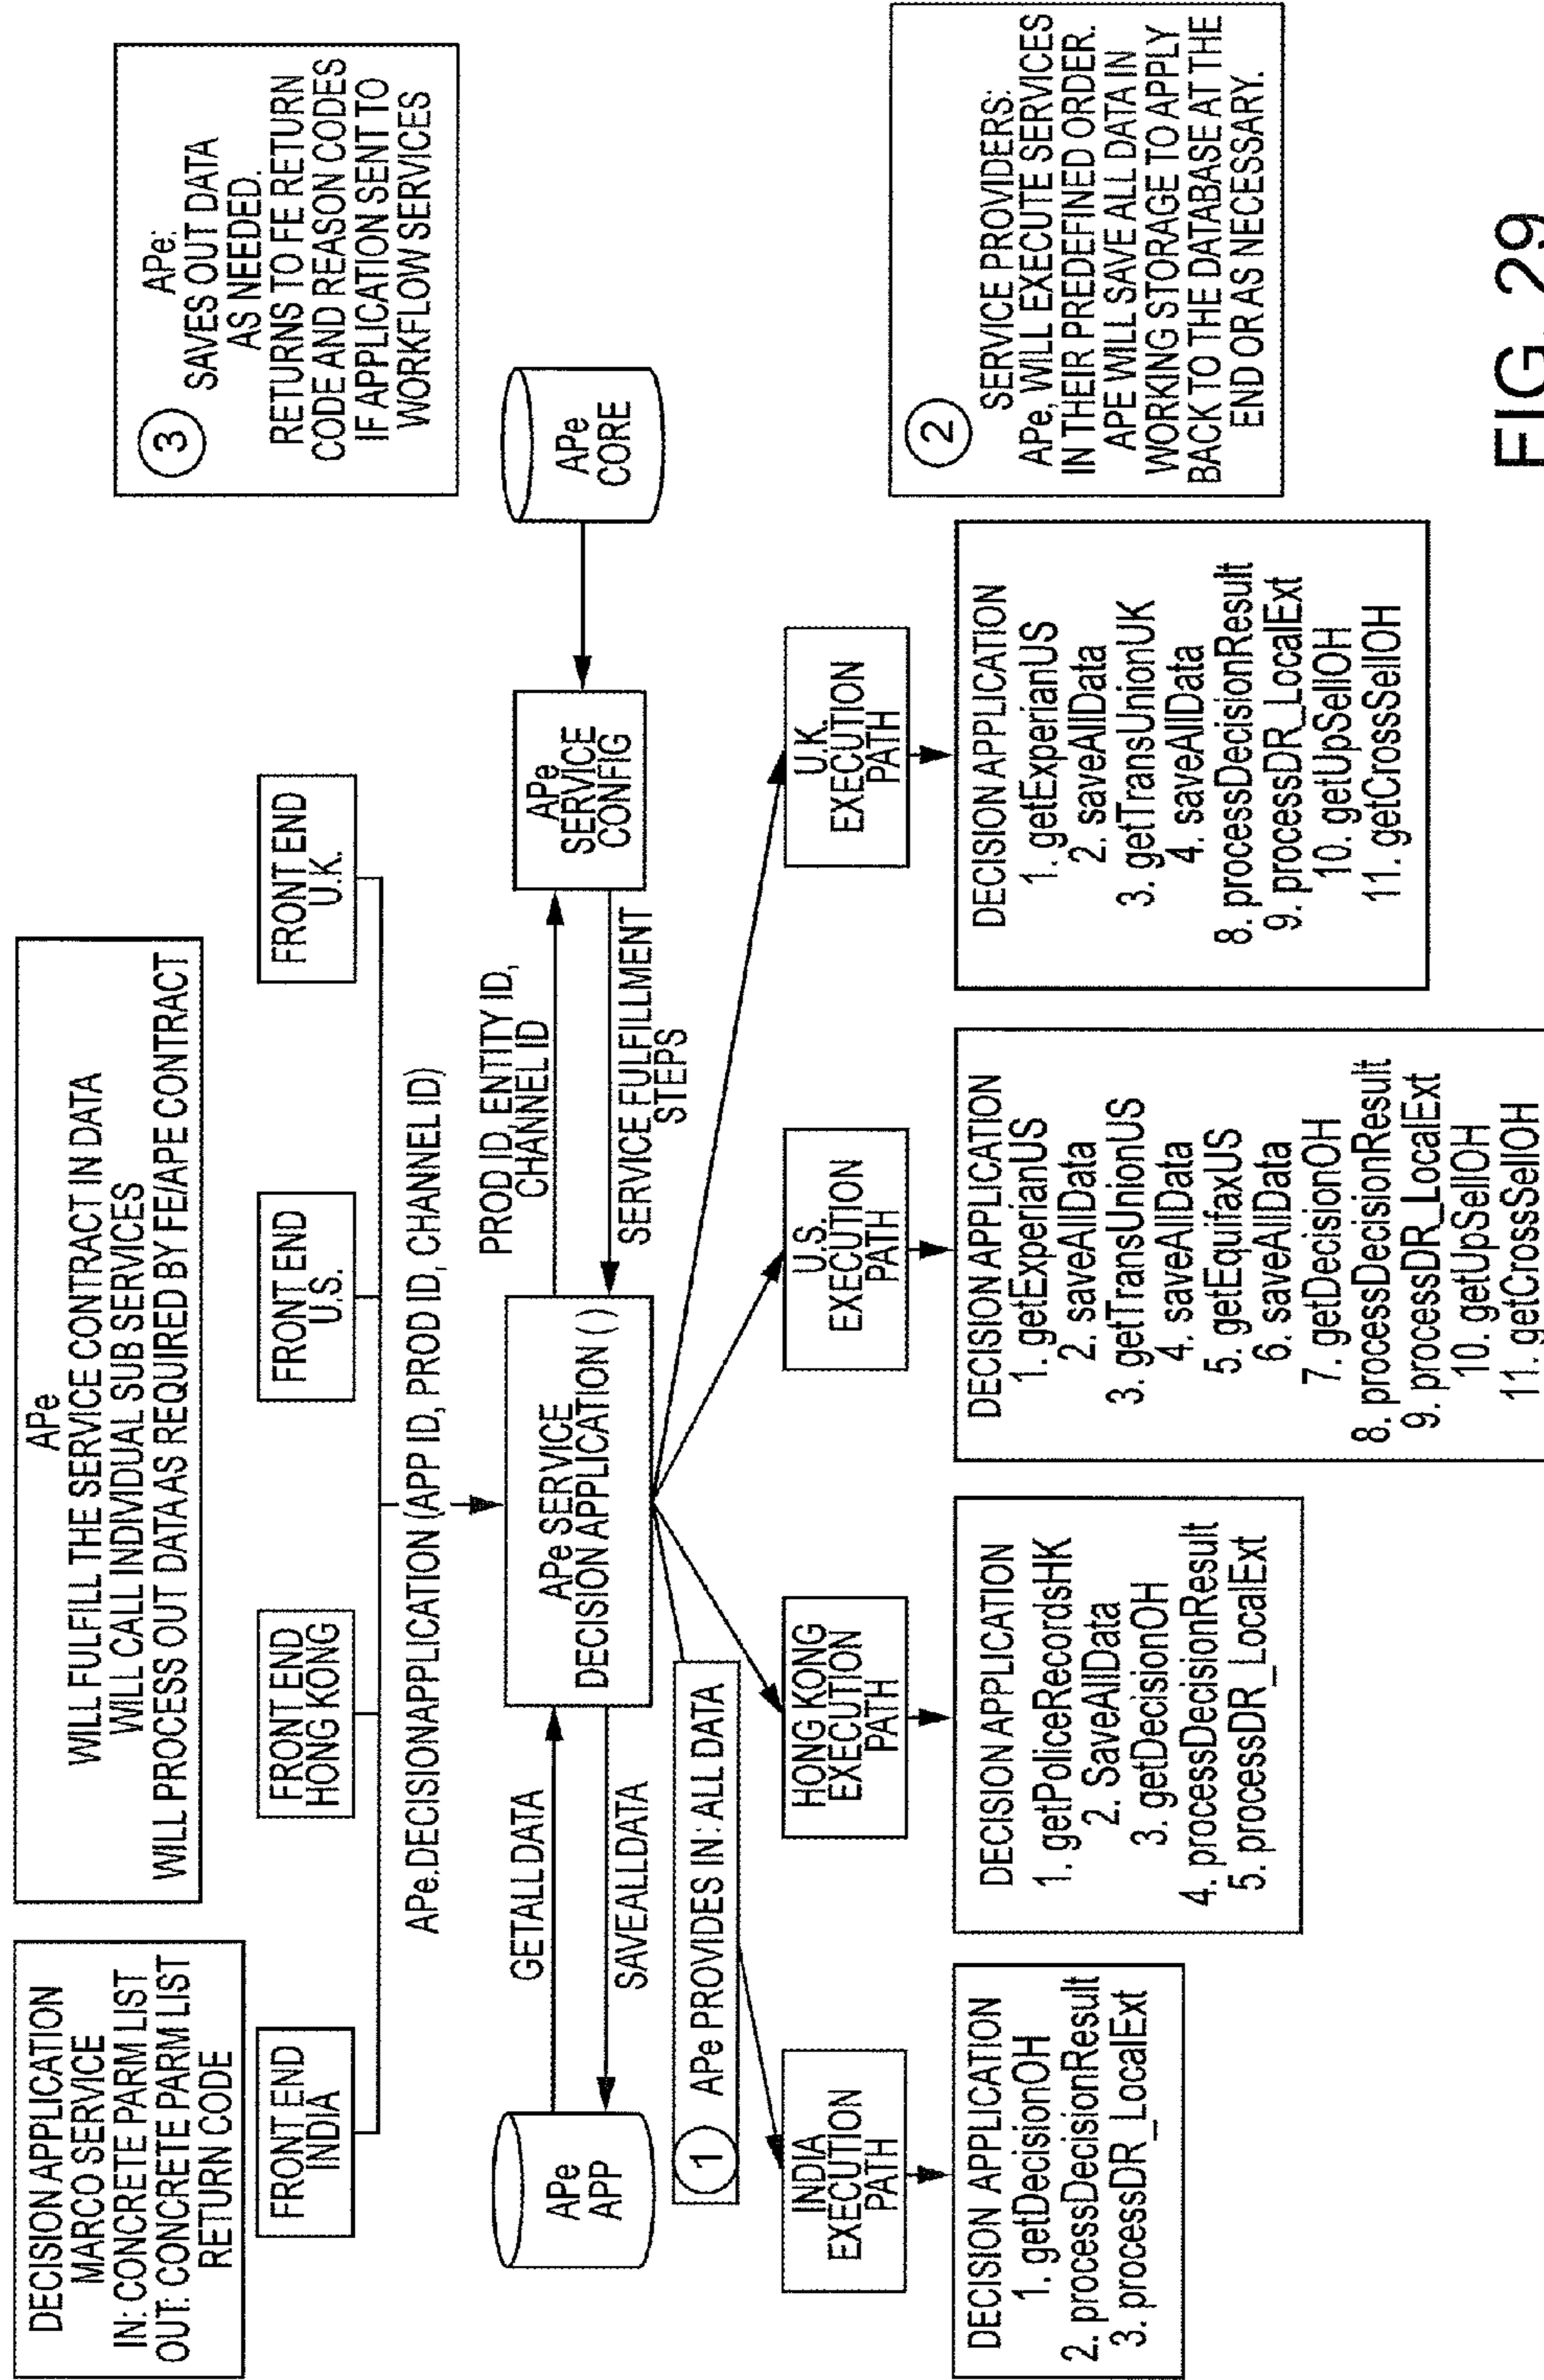 DECISION APPLICATION
MARCO SERVICE
IN: CONCRETE PARM LIST
OUT: CONCRETE PARM LIST
RETURN CODE
APe
WILL FULFILL THE SERVICE CONTRACT IN DATA
WILL CALL INDIVIDUAL SUB SERVICES
WILL PROCESS OUT DATA AS REQUIRED BY FE/APE CONTRACT
3
APe:
SAVES OUT DATA
AS NEEDED.
RETURNS TO FE RETURN
CODE AND REASON CODES
IF APPLICATION SENT TO
WORKFLOW SERVICES
FRONT END
INDIA
FRONT END
HONG KONG
FRONT END
U.S.
FRONT END
U.K.
APe.DECISIONAPPLICATION (APP ID, PROD ID, CHANNEL ID)
APe
APP
GETALLDATA
SAVEALLDATA
APe SERVICE
DECISION APPLICATION ( )
PROD ID, ENTITY ID,
CHANNEL ID
SERVICE FULFILLMENT
STEPS
APe
SERVICE
CONFIG
APe
CORE
1
APe PROVIDES IN: ALL DATA
INDIA
EXECUTION
PATH
HONG KONG
EXECUTION
PATH
U.S.
EXECUTION
PATH
U.K.
EXECUTION
PATH
DECISION APPLICATION
1. getDecisionOH
2. processDecisionResult
3. processDR_LocalExt
DECISION APPLICATION
1. getPoliceRecordsHK
2. SaveAllData
3. getDecisionOH
4. processDecisionResult
5. processDR_LocalExt
DECISION APPLICATION
1. getExperianUS
2. saveAllData
3. getTransUnionUS
4. saveAllData
5. getEquifaxUS
6. saveAllData
7. getDecisionOH
8. processDecisionResult
9. processDR_LocalExt
10. getUpSellOH
11. getCrossSellOH
DECISION APPLICATION
1. getExperianUS
2. saveAllData
3. getTransUnionUK
4. saveAllData
8. processDecisionResult
9. processDR_LocalExt
10. getUpSellOH
11. getCrossSellOH
2
SERVICE PROVIDERS:
APe, WILL EXECUTE SERVICES
IN THEIR PREDEFINED ORDER.
APE WILL SAVE ALL DATA IN
WORKING STORAGE TO APPLY
BACK TO THE DATABASE AT THE
END OR AS NECESSARY.
FIG. 29